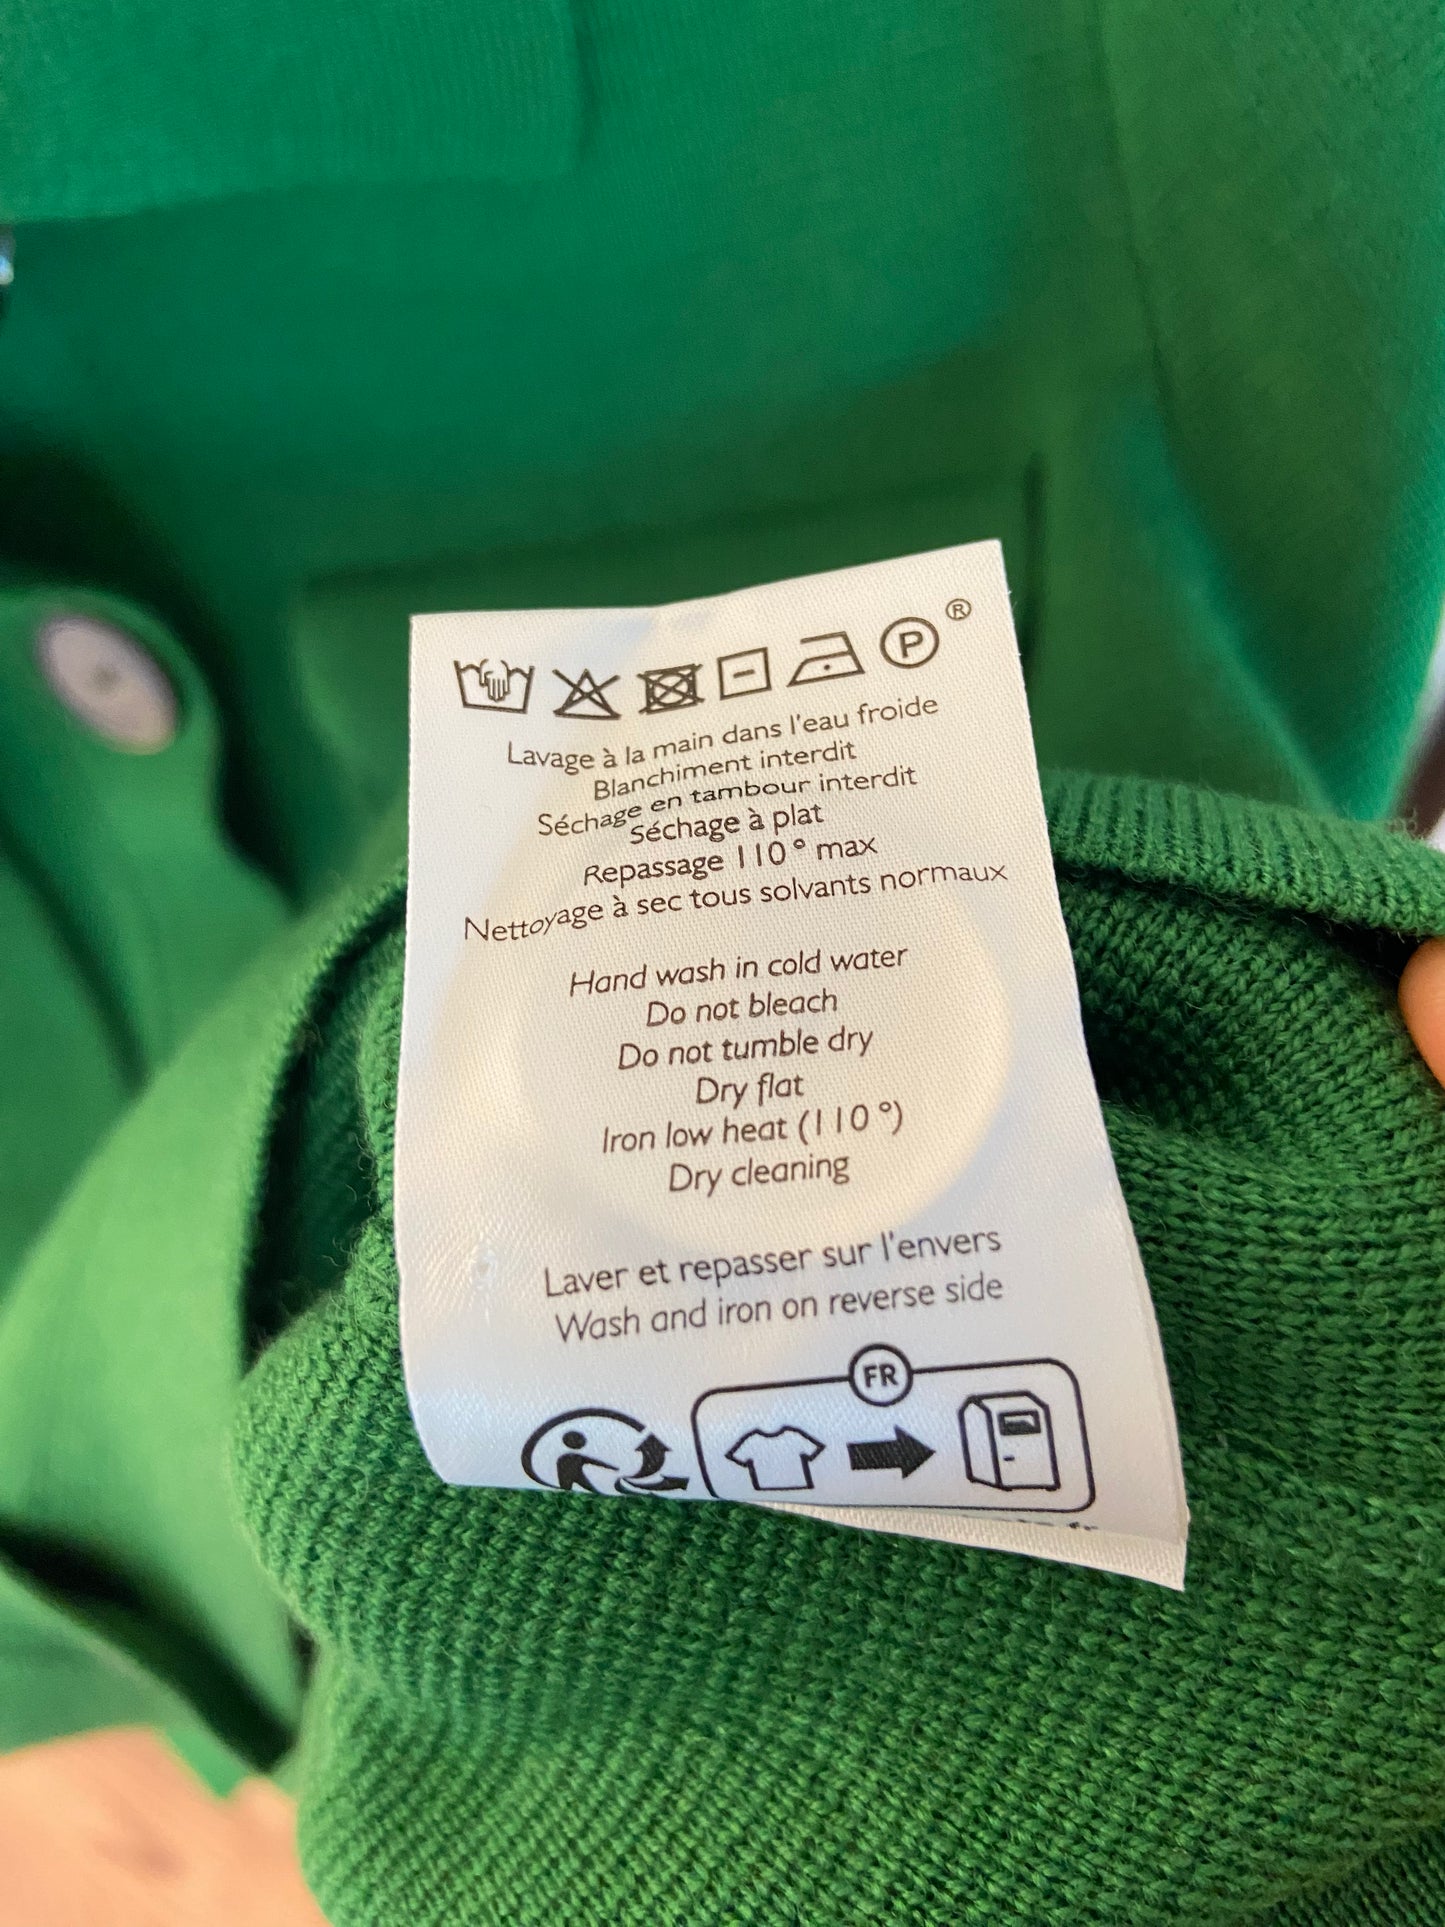 P ®
Lavage à la main dans l'eau froide
Blanchiment interdit
Séchage en tambour interdit
Séchage à plat
Repassage 110° max
Nettoyage à sec tous solvants normaux
Hand wash in cold water
Do not bleach
Do not tumble dry
Dry flat
Iron low heat (110°)
Dry cleaning
Laver et repasser sur l'envers
Wash and iron on reverse side
FR